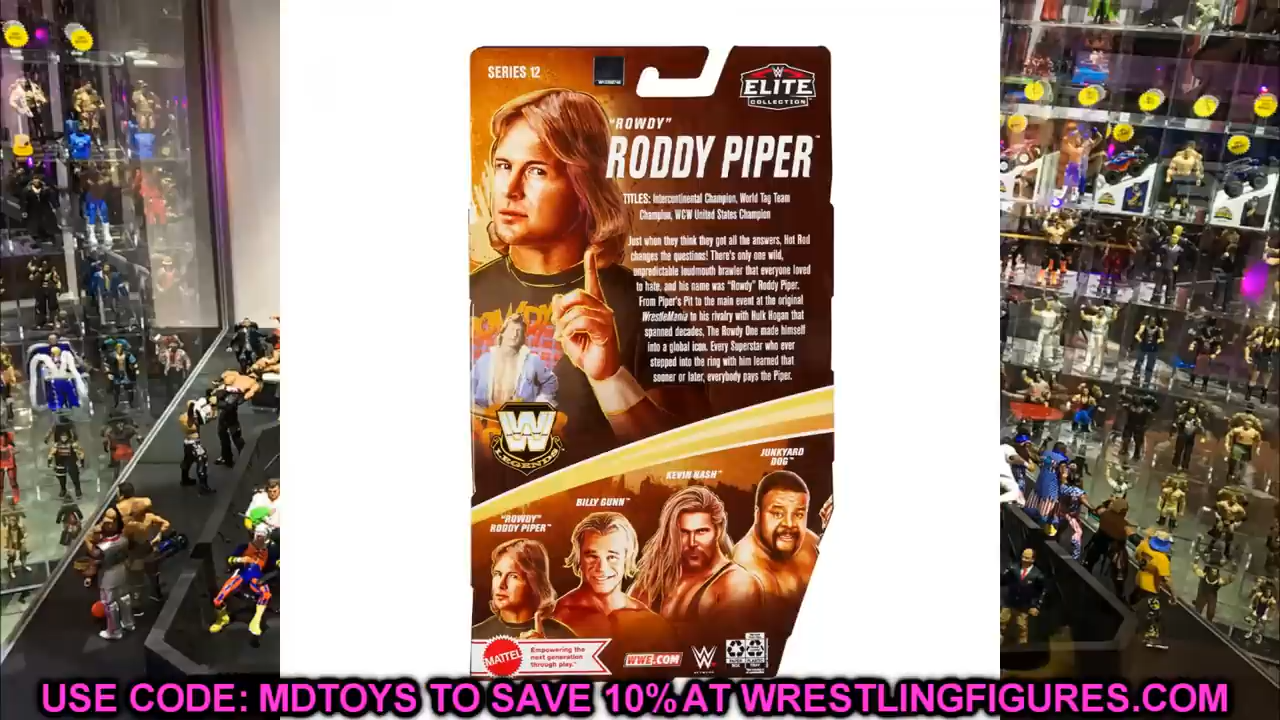 SERIES 12
W
ELITE
COLLECTION
"ROWDY"
RODDY PIPER™
TITLES: Intercontinental Champion, World Tag Team
Champion, WCW United States Champion
Just when they think they got all the answers, Hot Rod
changes the questions! There's only one wild,
unpredictable loudmouth brawler that everyone loved
to hate, and his name was "Rowdy" Roddy Piper.
From Piper's Pit to the main event at the original
WrestleMania to his rivalry with Hulk Hogan that
spanned decades, The Rowdy One made himself
into a global icon. Every Superstar who ever
stepped into the ring with him learned that
sooner or later, everybody pays the Piper.
W
LEGENDS
JUNKYARD
DOG™
KEVIN NASH™
BILLY GUNN™
"ROWDY"
RODDY PIPER™
MATTEL
Empowering the
next generation
through play.™
WWE.COM
W
USE CODE: MDTOYS TO SAVE 10% AT WRESTLINGFIGURES.COM